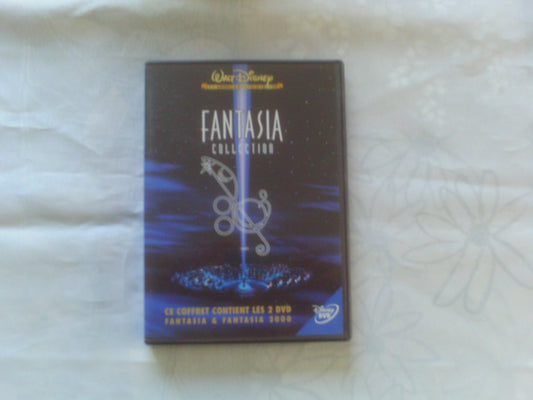 WALT DISNEY
FANTASIA
COLLECTION
CE COFFRET CONTIENT LES 2 DVD
FANTASIA & FANTASIA 2000
Disney
DVD